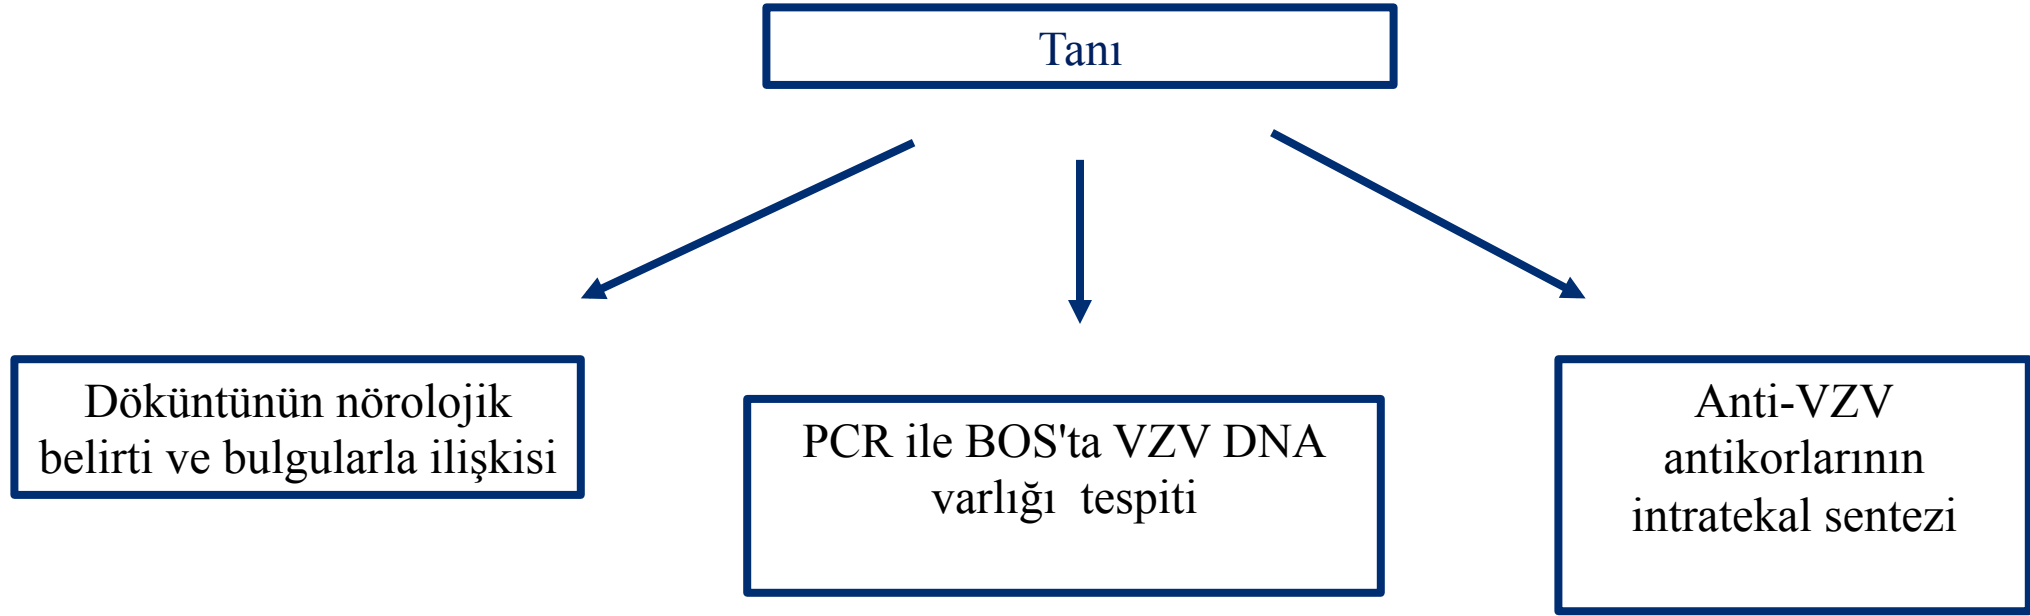 Tanı
Döküntünün nörolojik
belirti ve bulgularla ilişkisi
PCR ile BOS'ta VZV DNA
varlığı tespiti
Anti-VZV
antikorlarının
intratekal sentezi